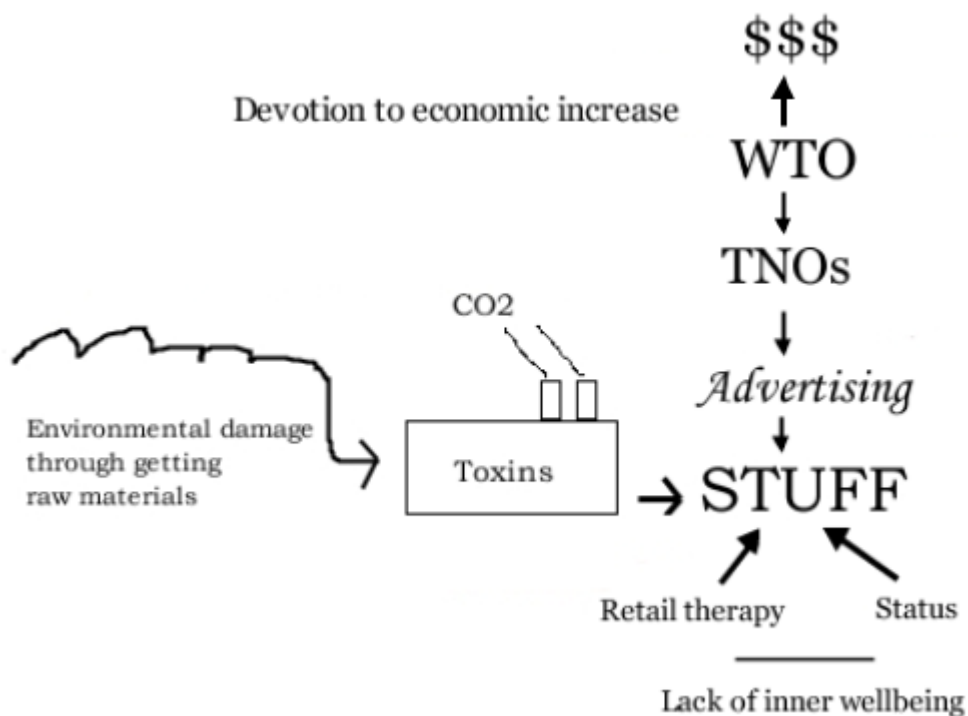 $$$
Devotion to economic increase
WTO
TNOs
CO2
Advertising
Environmental damage
through getting
raw materials
Toxins
STUFF
Retail therapy
Status
Lack of inner wellbeing